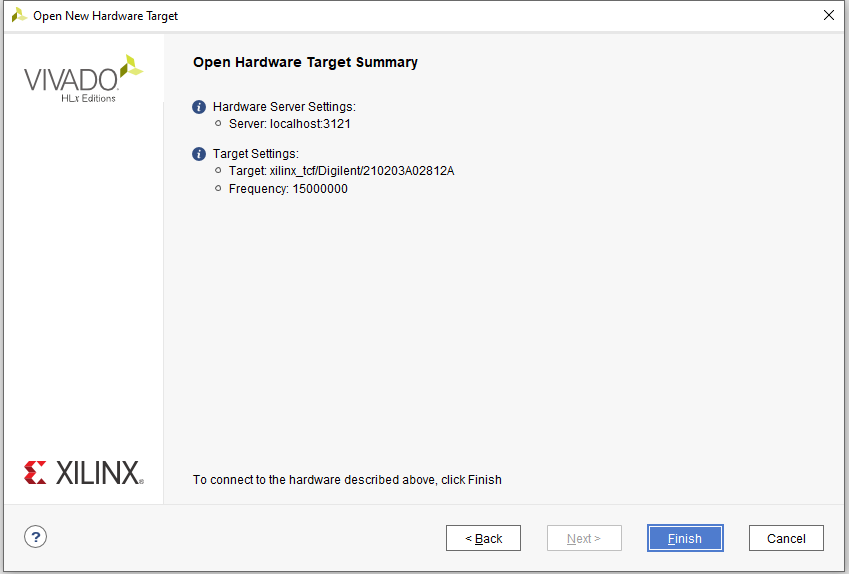 Open New Hardware Target
VIVADO
HLx Editions
Open Hardware Target Summary
Hardware Server Settings:
Server: localhost:3121
Target Settings:
Target: xilinx_tcf/Digilent/210203A02812A
Frequency: 15000000
XILINX®
To connect to the hardware described above, click Finish
?
< Back
Next >
Finish
Cancel